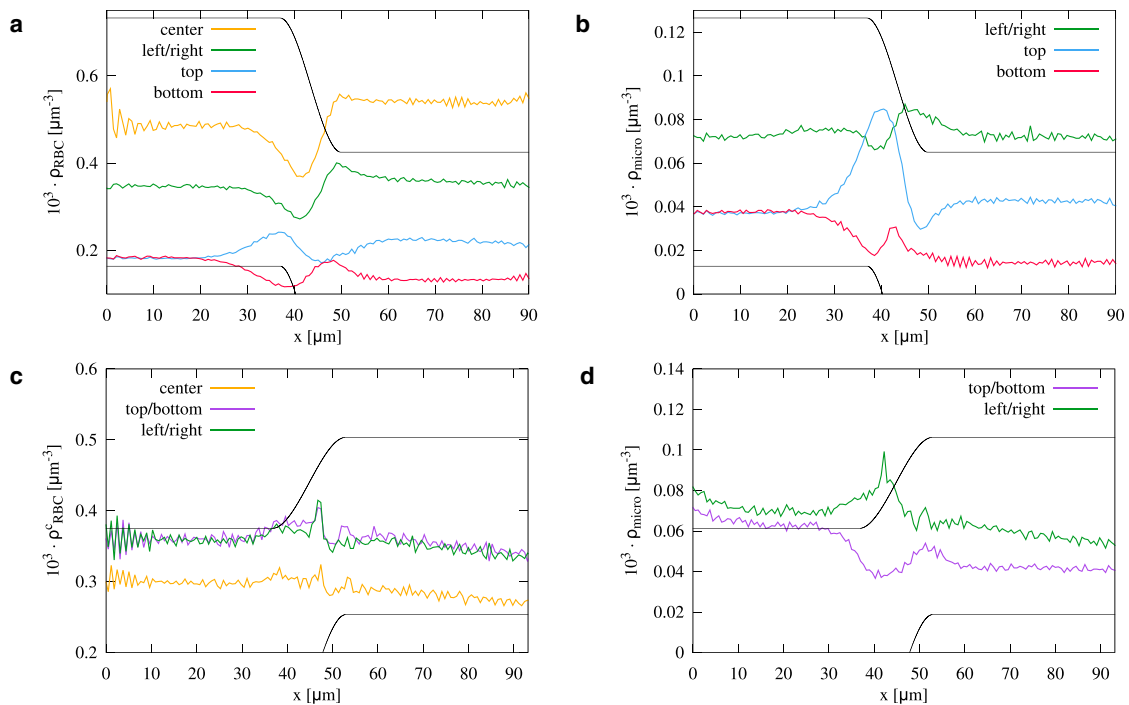 a
center
left/right
top
bottom
10³ · ρRBC [µm-3]
0.6
0.4
0.2
0 10 20 30 40 50 60 70 80 90
x [µm]
b
left/right
top
bottom
10³ · ρmicro [µm-3]
0.12
0.1
0.08
0.06
0.04
0.02
0
0 10 20 30 40 50 60 70 80 90
x [µm]
c
center
top/bottom
left/right
10³ · ρcRBC [µm-3]
0.6
0.5
0.4
0.3
0.2
0 10 20 30 40 50 60 70 80 90
x [µm]
d
top/bottom
left/right
10³ · ρmicro [µm-3]
0.14
0.12
0.1
0.08
0.06
0.04
0.02
0
0 10 20 30 40 50 60 70 80 90
x [µm]